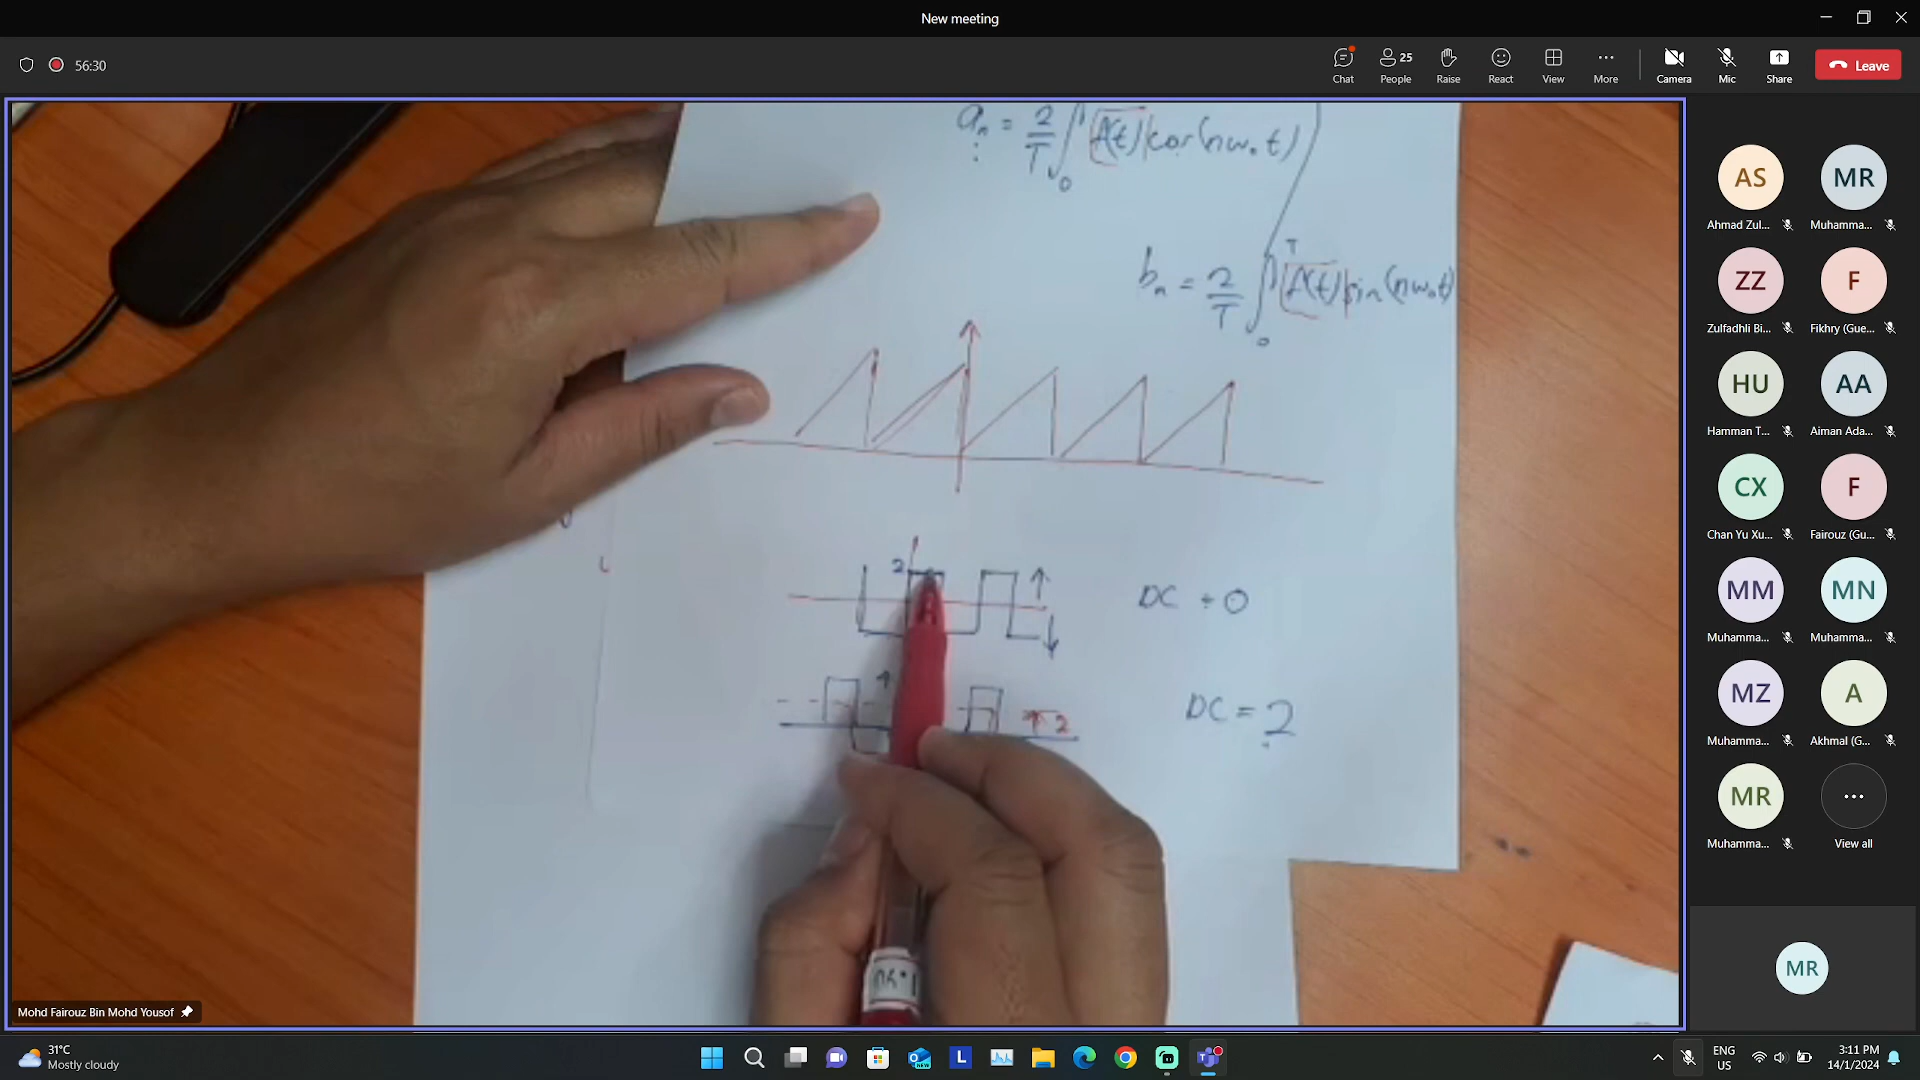 New meeting
56:30
Chat
25
People
Raise
React
View
More
Camera
Mic
Share
Leave
aₙ = 2/T ∫₀ f(t) cos(nω₀t)
bₙ = 2/T ∫₀ᵀ f(t) sin(nω₀t)
2
DC = 0
2
DC = 2
Mohd Fairouz Bin Mohd Yousof
AS
MR
Ahmad Zul...
Muhamma...
ZZ
F
Zulfadhli Bi...
Fikhry (Gue...
HU
AA
Hamman T...
Aiman Ada...
CX
F
Chan Yu Xu...
Fairouz (Gu...
MM
MN
Muhamma...
Muhamma...
MZ
A
Muhamma...
Akhmal (G...
MR
Muhamma...
View all
MR
31°C
Mostly cloudy
NEW
L
ENG
US
3:11 PM
14/1/2024